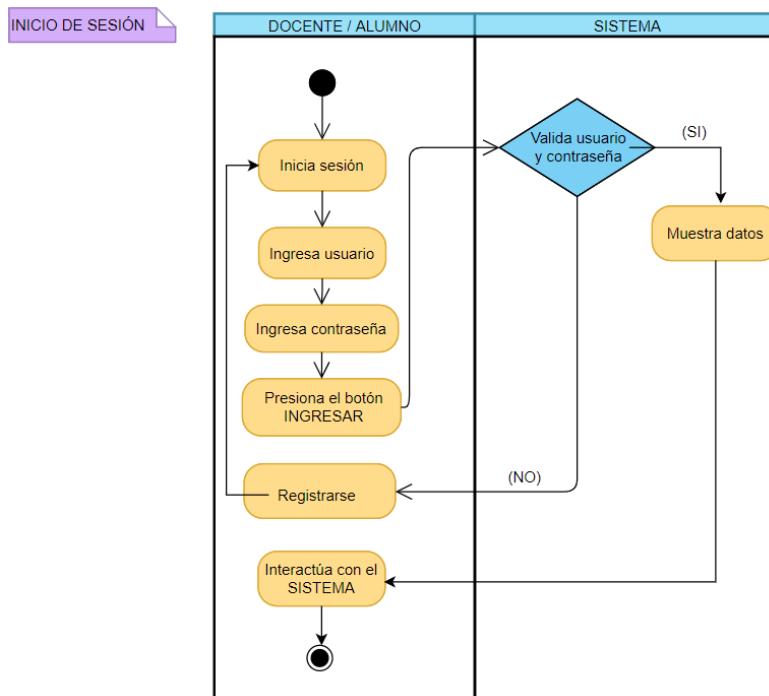 INICIO DE SESIÓN
DOCENTE / ALUMNO
SISTEMA
Inicia sesión
Ingresa usuario
Ingresa contraseña
Presiona el botón
INGRESAR
Valida usuario
y contraseña
(SI)
Muestra datos
(NO)
Registrarse
Interactúa con el
SISTEMA